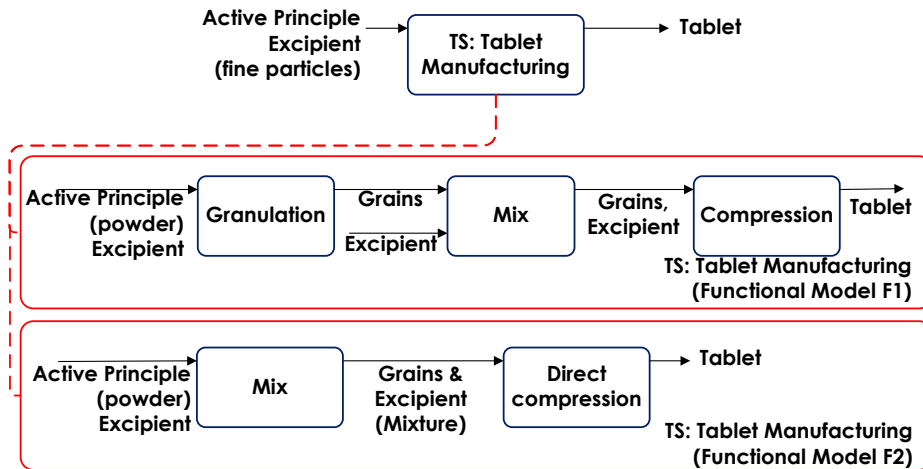 Active Principle
Excipient
(fine particles)
TS: Tablet
Manufacturing
Tablet
Active Principle
(powder)
Excipient
Granulation
Grains
Excipient
Mix
Grains,
Excipient
Compression
Tablet
TS: Tablet Manufacturing
(Functional Model F1)
Active Principle
(powder)
Excipient
Mix
Grains &
Excipient
(Mixture)
Direct
compression
Tablet
TS: Tablet Manufacturing
(Functional Model F2)